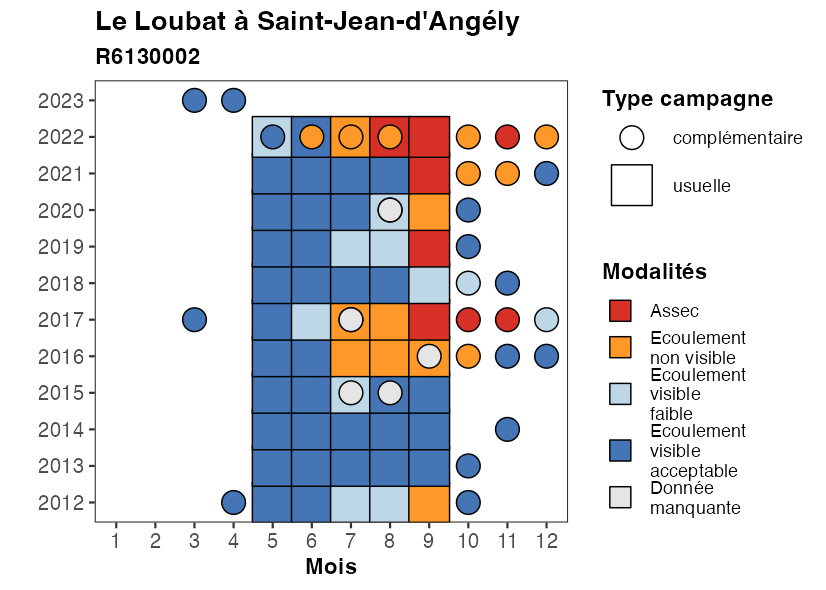 Le Loubat à Saint-Jean-d'Angély
R6130002
2023
2022
2021
2020
2019
2018
2017
2016
2015
2014
2013
2012
1 2 3 4 5 6 7 8 9 10 11 12
Mois
Type campagne
complémentaire
usuelle
Modalités
Assec
Ecoulement
non visible
Ecoulement
visible
faible
Ecoulement
visible
acceptable
Donnée
manquante